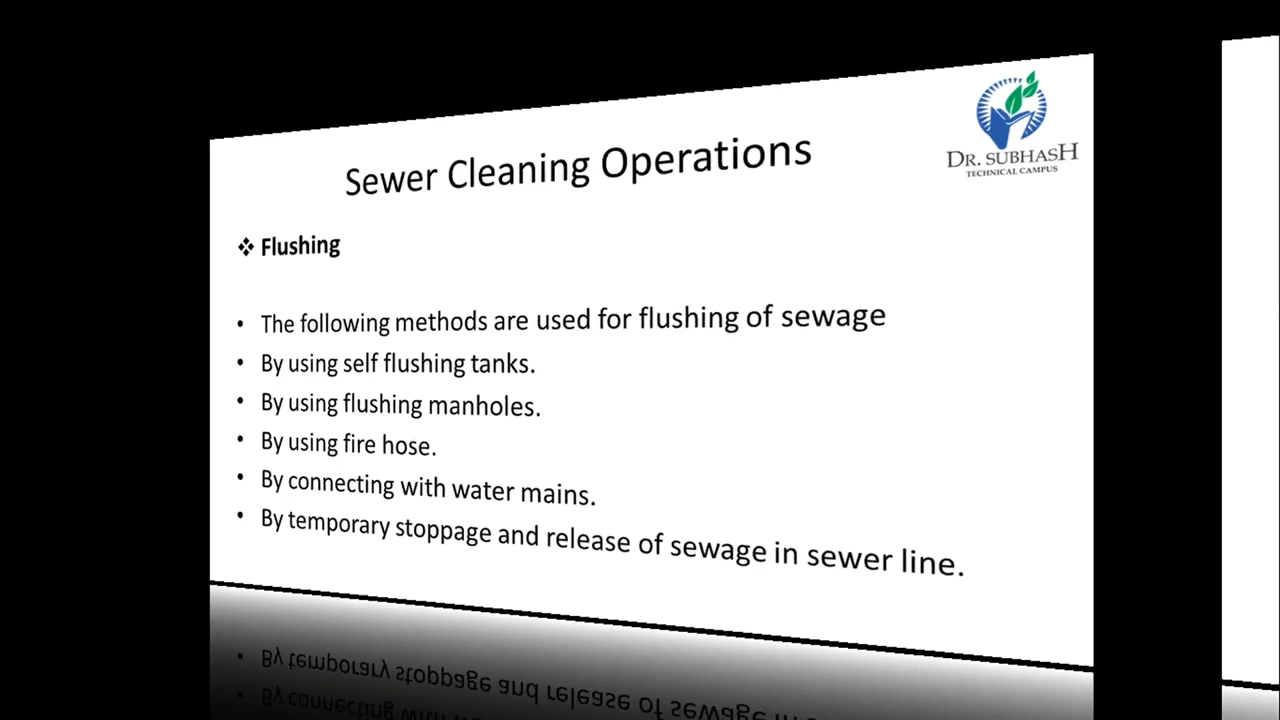 Sewer Cleaning Operations
DR. SUBHASH
TECHNICAL CAMPUS
❖ Flushing
• The following methods are used for flushing of sewage
• By using self flushing tanks.
• By using flushing manholes.
• By using fire hose.
• By connecting with water mains.
• By temporary stoppage and release of sewage in sewer line.